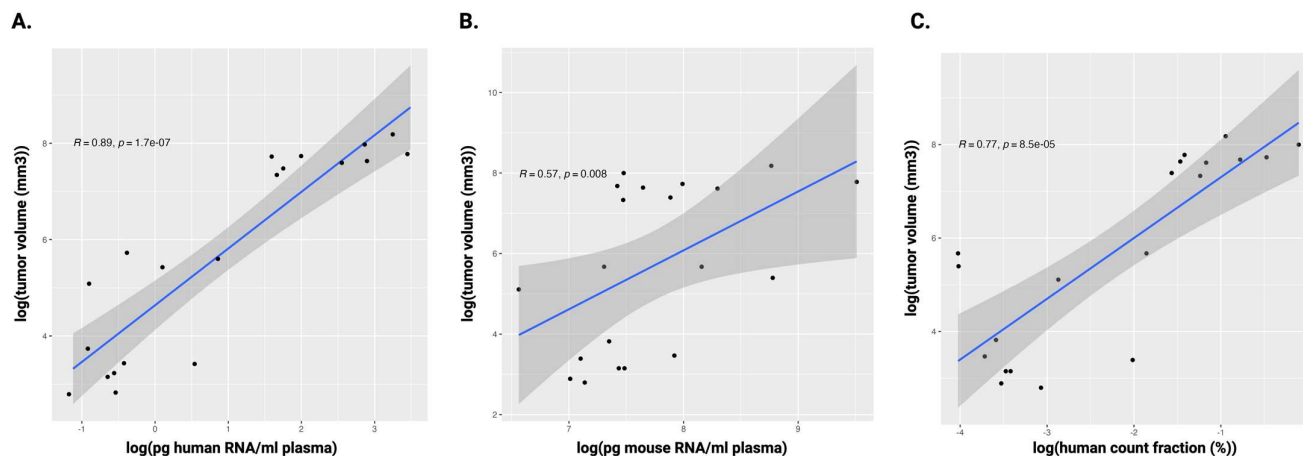 A.
B.
C.
R = 0.89, p = 1.7e-07
R = 0.57, p = 0.008
R = 0.77, p = 8.5e-05
log(tumor volume (mm3))
8
6
4
-1
0
1
2
3
log(pg human RNA/ml plasma)
log(tumor volume (mm3))
10
8
6
4
2
7
8
9
log(pg mouse RNA/ml plasma)
log(tumor volume (mm3))
8
6
4
-4
-3
-2
-1
log(human count fraction (%))